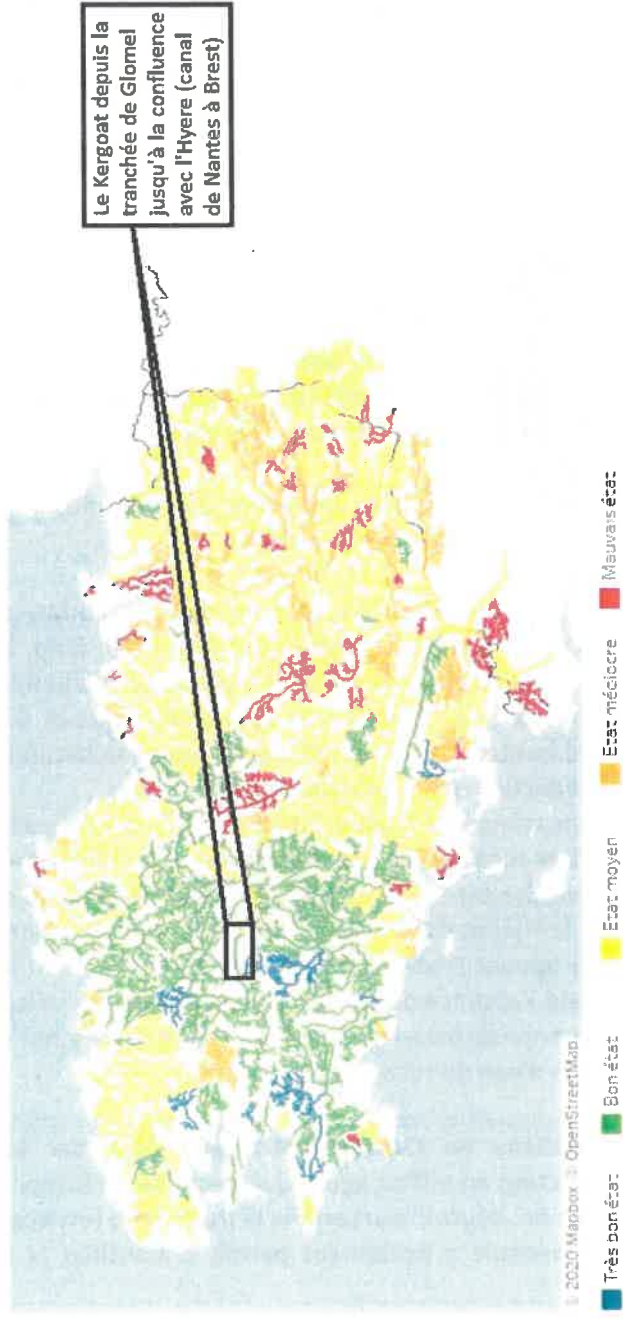 Le Kergoat depuis la
tranchée de Glomel
jusqu'à la confluence
avec l'Hyere (canal
de Nantes à Brest)
© 2020 Mapbox © OpenStreetMap
Très bon état
Bon état
Etat moyen
Etat médiocre
Mauvais état